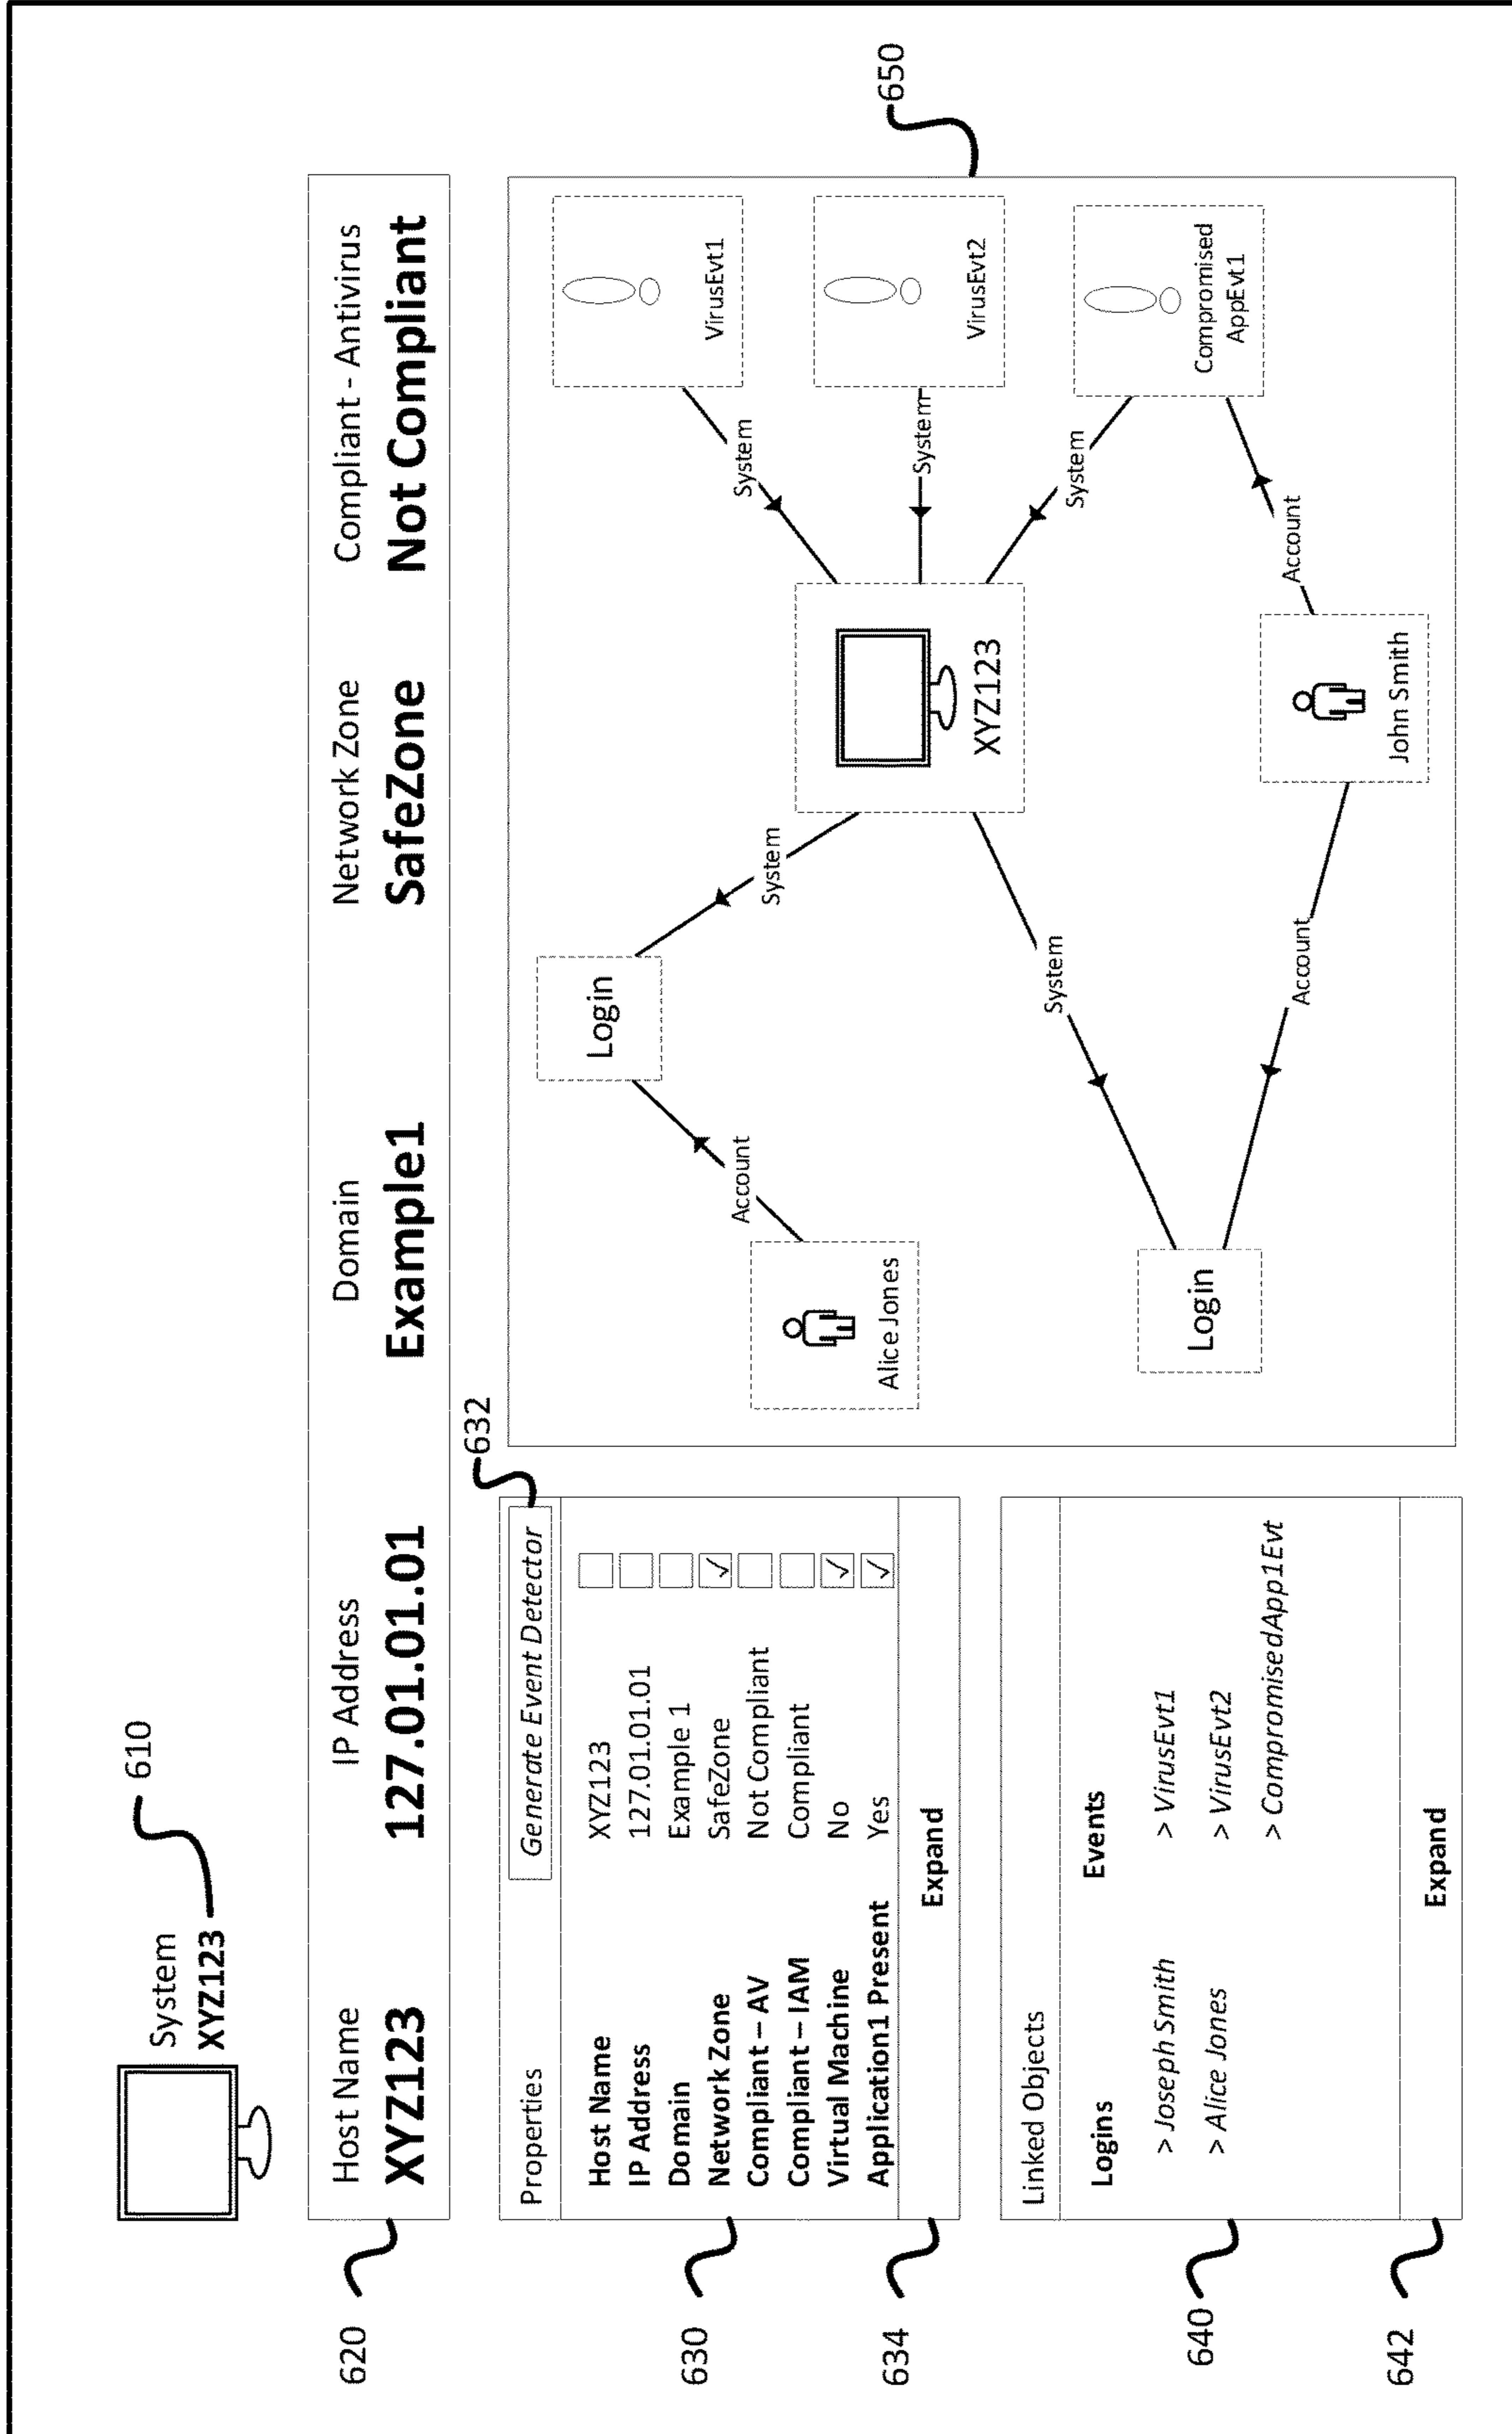 610
System
XYZ123
620
Host Name
XYZ123
IP Address
127.01.01.01
Domain
Example1
Network Zone
SafeZone
Compliant - Antivirus
Not Compliant
630
632
Properties
Generate Event Detector
Host Name XYZ123
IP Address 127.01.01.01
Domain Example 1
Network Zone SafeZone ✓
Compliant – AV Not Compliant
Compliant – IAM Compliant
Virtual Machine No ✓
Application1 Present Yes ✓
634
Expand
640
Linked Objects
Logins
> Joseph Smith
> Alice Jones
Events
> VirusEvt1
> VirusEvt2
> CompromisedApp1Evt
642
Expand
650
Alice Jones
Account
Login
System
XYZ123
System
VirusEvt1
System
VirusEvt2
System
Compromised
AppEvt1
Account
John Smith
Account
System
Login